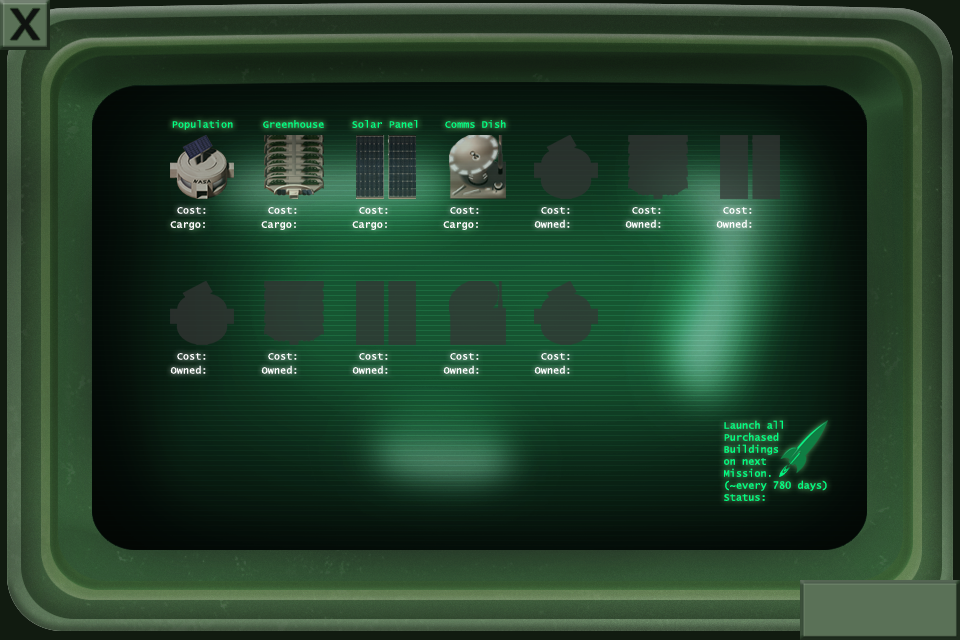 X
Population Greenhouse Solar Panel Comms Dish
NASA
Cost: Cost: Cost: Cost: Cost: Cost: Cost:
Cargo: Cargo: Cargo: Cargo: Owned: Owned: Owned:
Cost: Cost: Cost: Cost: Cost:
Owned: Owned: Owned: Owned: Owned:
Launch all
Purchased
Buildings
on next
Mission.
(~every 780 days)
Status: